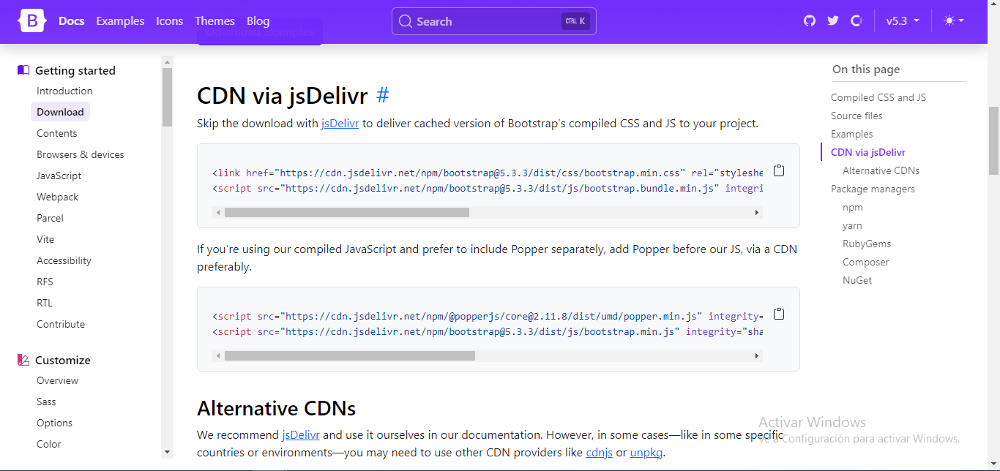 B Docs Examples Icons Themes Blog Search CTRL K v5.3
Download Examples
Getting started
Introduction
Download
Contents
Browsers & devices
JavaScript
Webpack
Parcel
Vite
Accessibility
RFS
RTL
Contribute
Customize
Overview
Sass
Options
Color
CDN via jsDelivr #
Skip the download with jsDelivr to deliver cached version of Bootstrap's compiled CSS and JS to your project.
<link href="https://cdn.jsdelivr.net/npm/bootstrap@5.3.3/dist/css/bootstrap.min.css" rel="styleshe
<script src="https://cdn.jsdelivr.net/npm/bootstrap@5.3.3/dist/js/bootstrap.bundle.min.js" integri
If you're using our compiled JavaScript and prefer to include Popper separately, add Popper before our JS, via a CDN
preferably.
<script src="https://cdn.jsdelivr.net/npm/@popperjs/core@2.11.8/dist/umd/popper.min.js" integrity=
<script src="https://cdn.jsdelivr.net/npm/bootstrap@5.3.3/dist/js/bootstrap.min.js" integrity="sha
Alternative CDNs
We recommend jsDelivr and use it ourselves in our documentation. However, in some cases—like in some specific
countries or environments—you may need to use other CDN providers like cdnjs or unpkg.
On this page
Compiled CSS and JS
Source files
Examples
CDN via jsDelivr
Alternative CDNs
Package managers
npm
yarn
RubyGems
Composer
NuGet
Activar Windows
Ve a Configuración para activar Windows.